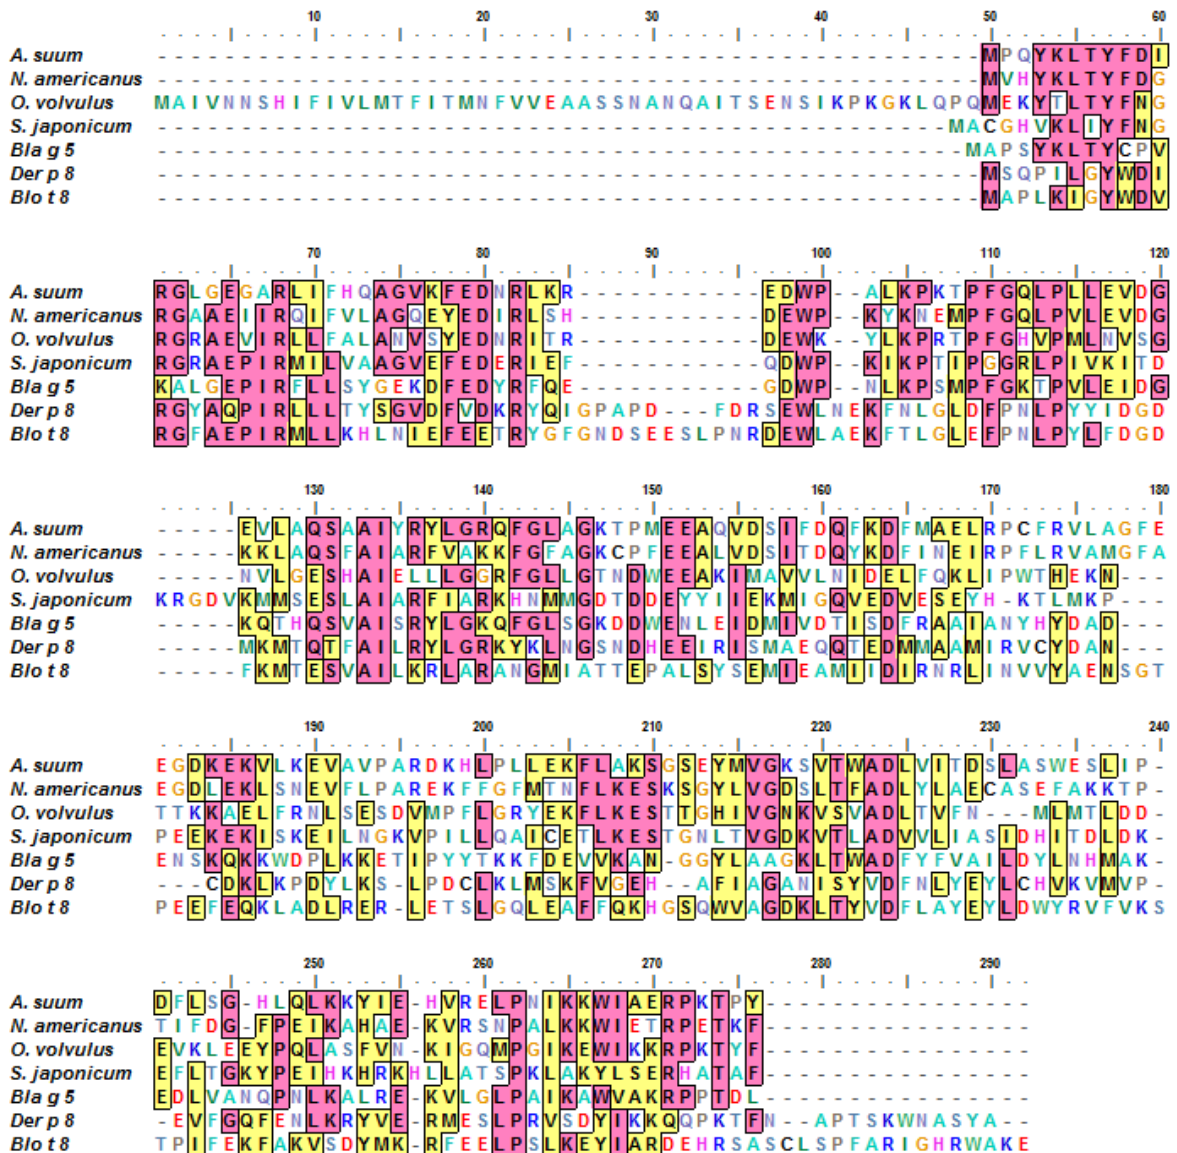 10 20 30 40 50 60
A. suum -------------------------------------------------MPQYKLTYFDI
N. americanus -------------------------------------------------MVHYKLTYFDG
O. volvulus MAIVNNSHIFIVLMTFITMNFVVEAASSNANQAITSENSIKPKGKLQPQMEKYTLTYFNG
S. japonicum -----------------------------------------------MACGHVKLIYFNG
Bla g 5 ------------------------------------------------MAPSYKLTYCPV
Der p 8 -------------------------------------------------MSQPILGYWDI
Blo t 8 -------------------------------------------------MAPLKIGYWDV
70 80 90 100 110 120
A. suum RGLGEGARLIFHQAGVKFEDNRLKR-----------EDWP--ALKPKTPFGQLPLLEVDG
N. americanus RGAAEIIRQIFVLAGQEYEDIRLSH-----------DEWP--KYKNEMPFGQLPVLEVDG
O. volvulus RGRAEVIRLLFALANVSYEDNRITR-----------DEWK--YLKPRTPFGHVPMLNVSG
S. japonicum RGRAEPIRMILVAAGVEFEDERIEF-----------QDWP--KIKPTIPGGRLPIVKITD
Bla g 5 KALGEPIRFLLSYGEKDFEDYRFQE-----------GDWP--NLKPSMPFGKTPVLEIDG
Der p 8 RGYAQPIRLLLTYSGVDFVDKRYQIGPAPD---FDRSEWLNEKFNLGLDFPNLPYYIDGD
Blo t 8 RGFAEPIRMLLKHLNIEFEETRYGFGNDSEESLPNRDEWLAEKFTLGLEFPNLPYLFDGD
130 140 150 160 170 180
A. suum -----EVLAQSAAIYRYLGRQFGLAGKTPMEEAQVDSIFDQFKDFMAELRPCFRVLAGFE
N. americanus -----KKLAQSFAIARFVAKKFGFAGKCPFEEALVDSITDQYKDFINEIRPFLRVAMGFA
O. volvulus -----NVLGESHAIELLLGGRFGLLGTNDWEEAKIMAVVLNIDELFQKLIPWTHEKN---
S. japonicum KRGDVKMMSESLAIARFIARKHNMMGDTDDEYYIIEKMIGQVEDVESEYH-KTLMKP---
Bla g 5 -----KQTHQSVAISRYLGKQFGLSGKDDWENLEIDMIVDTISDFRAAIANYHYDAD---
Der p 8 -----MKMTQTFAILRYLGRKYKLNGSNDHEEIRISMAEQQTEDMMAAMIRVCYDAN---
Blo t 8 -----FKMTESVAILKRLARANGMIATTEPALSYSEMIEAMIIDIRNRLINVVYAENSGT
190 200 210 220 230 240
A. suum EGDKEKVLKEVAVPARDKHLPLLEKFLAKSGSEYMVGKSVTWADLVITDSLASWESLIP-
N. americanus EGDLEKLSNEVFLPAREKFFGFMTNFLKESKSGYLVGDSLTFADLYLAECASEFAKKTP-
O. volvulus TTKKAELFRNLSESDVMPFLGRYEKFLKESTTGHIVGNKVSVADLTVFN---MLMTLDD-
S. japonicum PEEKEKISKEILNGKVPILLQAICETLKESTGNLTVGDKVTLADVVLIASIDHITDLDK-
Bla g 5 ENSKQKKWDPLKKETIPYYTKKFDEVVKAN-GGYLAAGKLTWADFYFVAILDYLNHMAK-
Der p 8 ---CDKLKPDYLKS-LPDCLKLMSKFVGEH--AFIAGANISYVDFNLYEYLCHVKVMVP-
Blo t 8 PEEFEQKLADLRER-LETSLGQLEAFFQKHGSQWVAGDKLTYVDFLAYEYLDWYRVFVKS
250 260 270 280 290
A. suum DFLSG-HLQLKKYIE-HVRELPNIKKWIAERPKTPY----------------
N. americanus TIFDG-FPEIKAHAE-KVRSNPALKKWIETRPETKF----------------
O. volvulus EVKLEEYPQLASFVN-KIGQMPGIKEWIKKRPKTYF----------------
S. japonicum EFLTGKYPEIHKHRKHLLATSPKLAKYLSERHATAF----------------
Bla g 5 EDLVANQPNLKALRE-KVLGLPAIKAWVAKRPPTDL----------------
Der p 8 -EVFGQFENLKRYVE-RMESLPRVSDYIKKQQPKTFN--APTSKWNASYA--
Blo t 8 TPIFEKFAKVSDYMK-RFEELPSLKEYIARDEHRSASCLSPFARIGHRWAKE